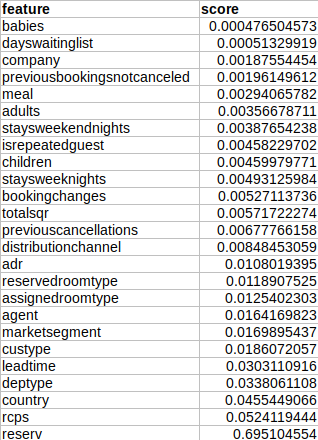 feature score
babies 0.000476504573
dayswaitinglist 0.00051329919
company 0.00187554454
previousbookingsnotcanceled 0.00196149612
meal 0.00294065782
adults 0.00356678711
staysweekendnights 0.00387654238
isrepeatedguest 0.00458229702
children 0.00459979771
staysweeknights 0.00493125984
bookingchanges 0.00527113736
totalsqr 0.00571722274
previouscancellations 0.00677766158
distributionchannel 0.00848453059
adr 0.0108019395
reservedroomtype 0.0118907525
assignedroomtype 0.0125402303
agent 0.0164169823
marketsegment 0.0169895437
custype 0.0186072057
leadtime 0.0303110916
deptype 0.0338061108
country 0.0455449066
rcps 0.0524119444
reserv 0.695104554